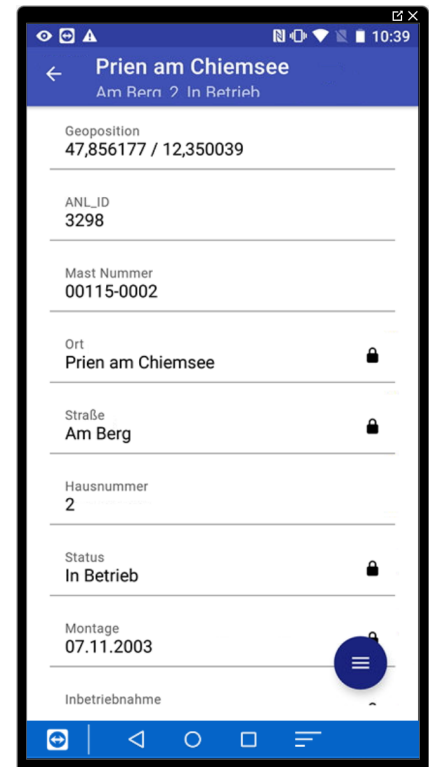 10:39
Prien am Chiemsee
Am Berg, 2, In Betrieb
Geoposition
47,856177 / 12,350039
ANL_ID
3298
Mast Nummer
00115-0002
Ort
Prien am Chiemsee
Straße
Am Berg
Hausnummer
2
Status
In Betrieb
Montage
07.11.2003
Inbetriebnahme